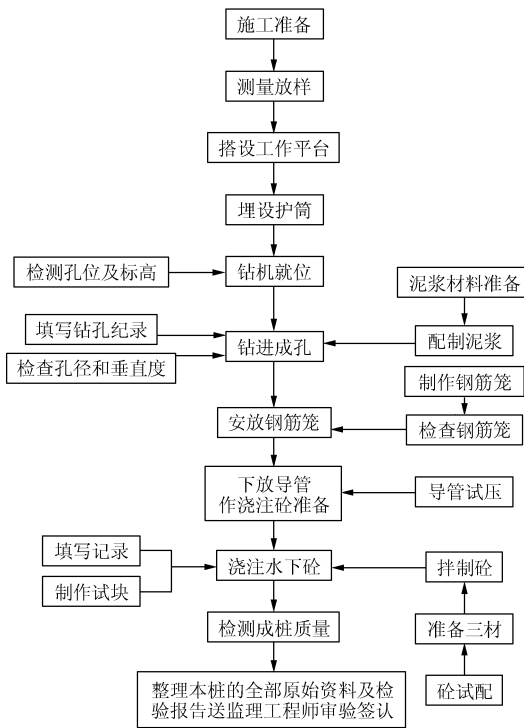 施工准备
测量放样
搭设工作平台
埋设护筒
检测孔位及标高
钻机就位
泥浆材料准备
填写钻孔纪录
钻进成孔
配制泥浆
检查孔径和垂直度
制作钢筋笼
安放钢筋笼
检查钢筋笼
下放导管
作浇注砼准备
导管试压
填写记录
浇注水下砼
拌制砼
制作试块
检测成桩质量
准备三材
整理本桩的全部原始资料及检
验报告送监理工程师审验签认
砼试配